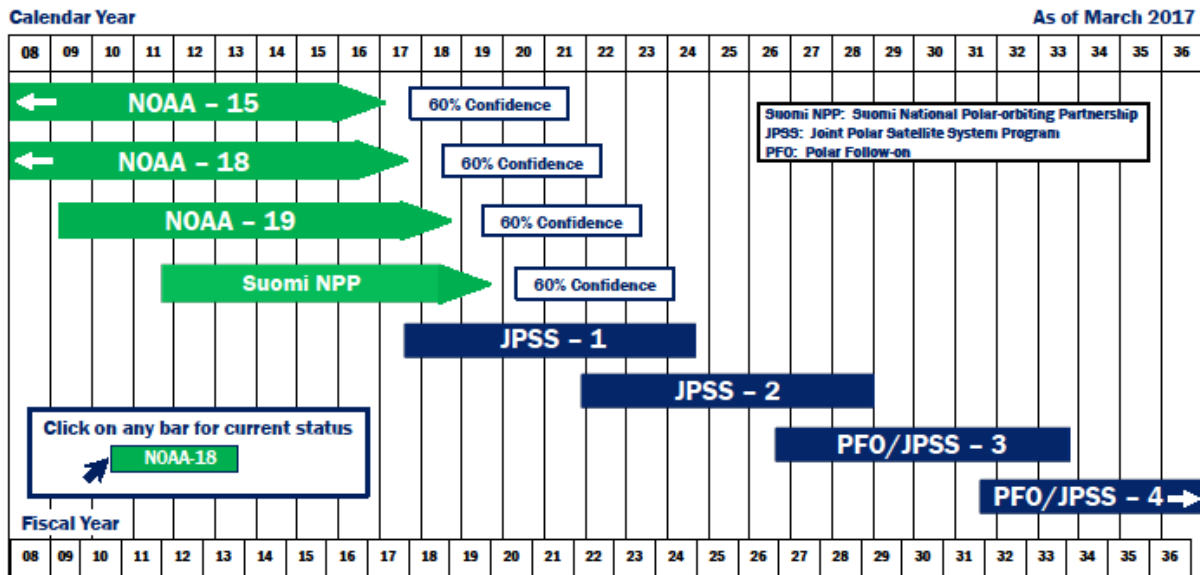 Calendar Year As of March 2017
08 09 10 11 12 13 14 15 16 17 18 19 20 21 22 23 24 26 27 28 29 30 31 32 33 34 35 36
NOAA – 15 60% Confidence
Suomi NPP: Suomi National Polar-orbiting Partnership
JPSS: Joint Polar Satellite System Program
PFO: Polar Follow-on
NOAA – 18 60% Confidence
NOAA – 19 60% Confidence
Suomi NPP 60% Confidence
JPSS – 1
JPSS – 2
Click on any bar for current status
NOAA-18
PFO/JPSS – 3
PFO/JPSS – 4
Fiscal Year
08 09 10 11 12 13 14 15 16 17 18 19 20 21 22 23 24 26 27 28 29 30 31 32 33 34 35 36